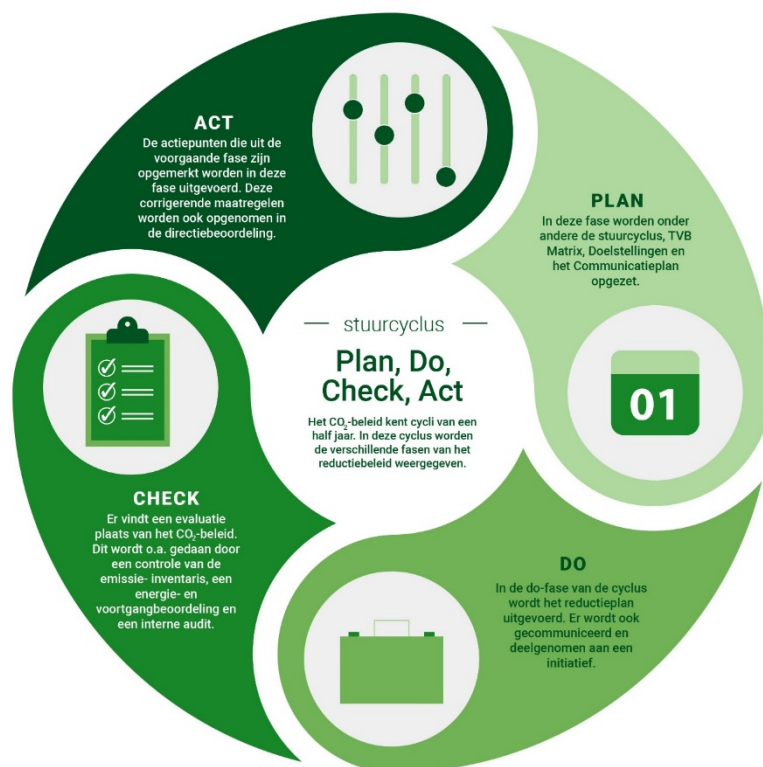 stuurcyclus
Plan, Do,
Check, Act
Het CO₂-beleid kent cycli van een
half jaar. In deze cyclus worden
de verschillende fasen van het
reductiebeleid weergegeven.
PLAN
In deze fase worden onder
andere de stuurcyclus, TVB
Matrix, Doelstellingen en
het Communicatieplan
opgezet.
01
DO
In de do-fase van de cyclus
wordt het reductieplan
uitgevoerd. Er wordt ook
gecommuniceerd en
deelgenomen aan een
initiatief.
CHECK
Er vindt een evaluatie
plaats van het CO₂-beleid.
Dit wordt o.a. gedaan door
een controle van de
emissie- inventaris, een
energie- en
voortgangbeoordeling en
een interne audit.
ACT
De actiepunten die uit de
voorgaande fase zijn
opgemerkt worden in deze
fase uitgevoerd. Deze
corrigerende maatregelen
worden ook opgenomen in
de directiebeoordeling.